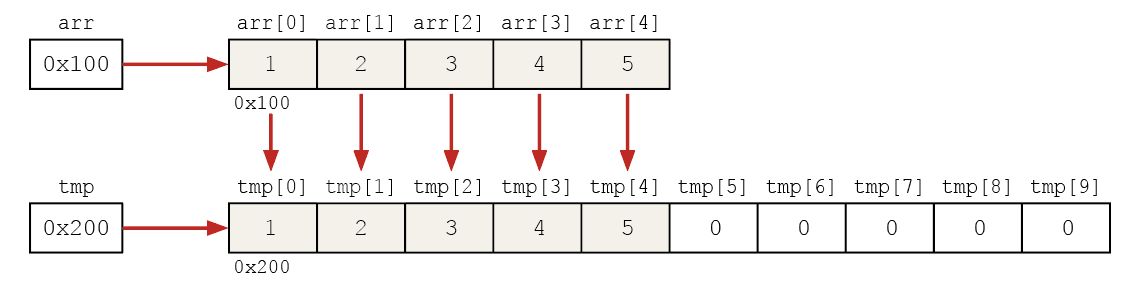 arr arr[0] arr[1] arr[2] arr[3] arr[4]
0x100 1 2 3 4 5
0x100
tmp tmp[0] tmp[1] tmp[2] tmp[3] tmp[4] tmp[5] tmp[6] tmp[7] tmp[8] tmp[9]
0x200 1 2 3 4 5 0 0 0 0 0
0x200